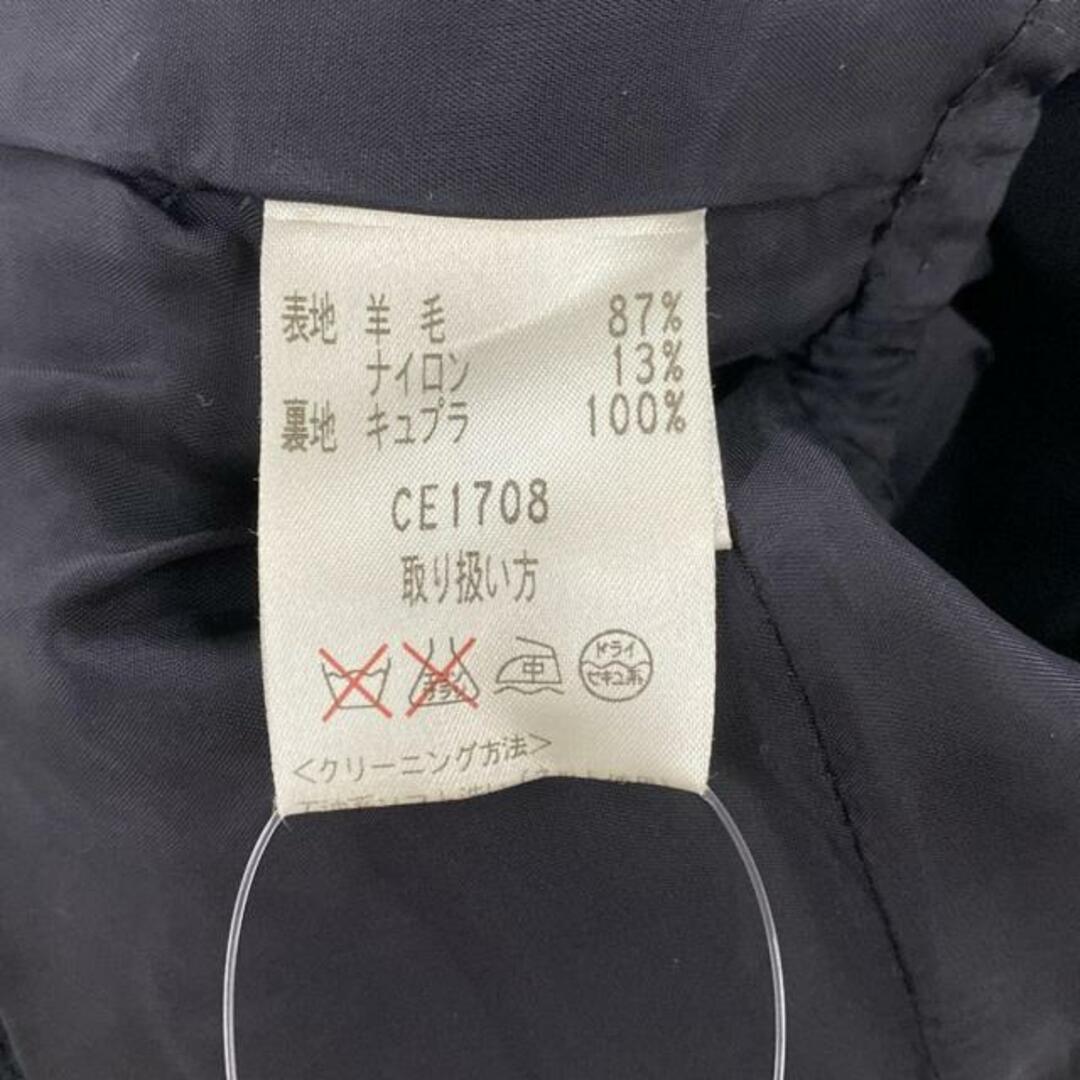 表地 羊毛 87%
ナイロン 13%
裏地 キュプラ 100%
CE1708
取り扱い方
中
ドライ
セキユ系
<クリーニング方法>